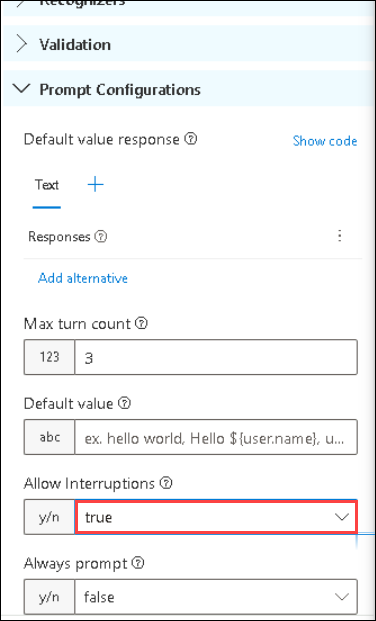 Recognizers
Validation
Prompt Configurations
Default value response
Show code
Text +
Responses
Add alternative
Max turn count
123 3
Default value
abc ex. hello world, Hello ${user.name}, u...
Allow Interruptions
y/n true
Always prompt
y/n false